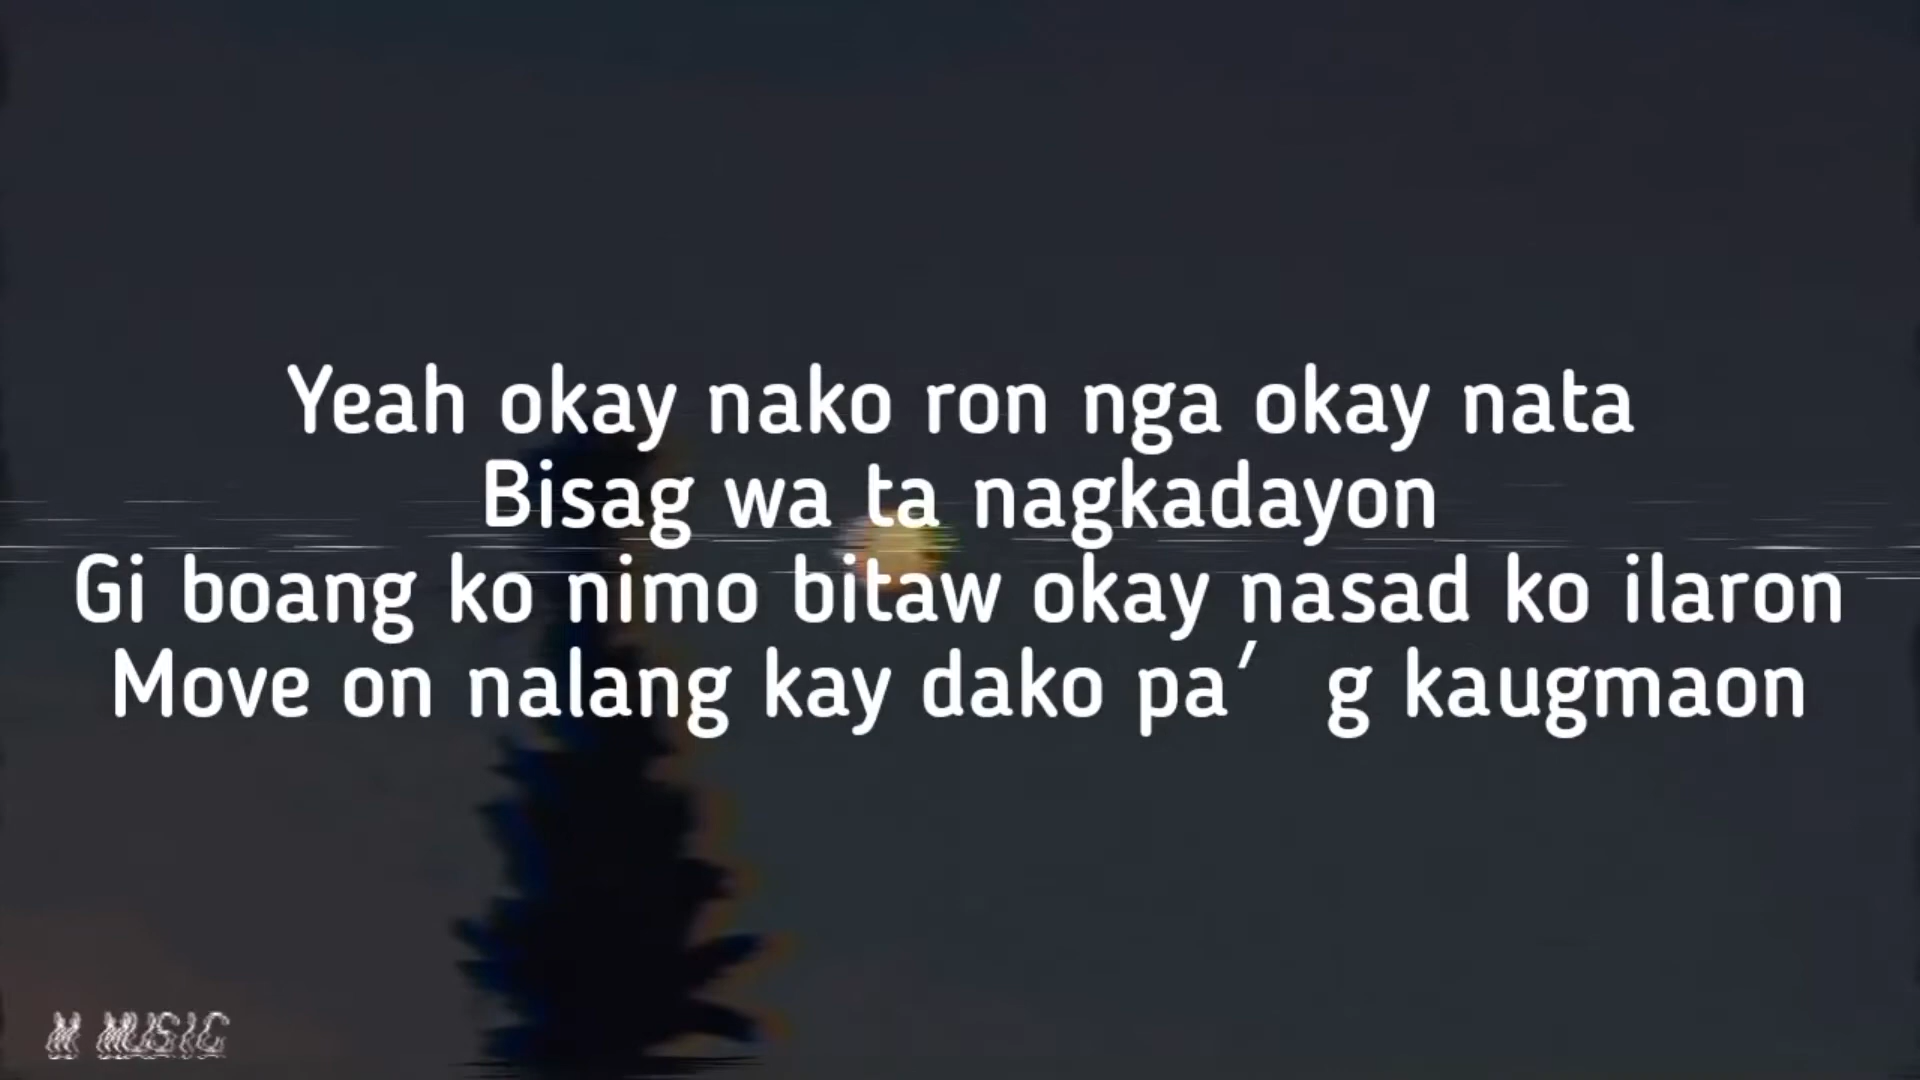 Yeah okay nako ron nga okay nata
Bisag wa ta nagkadayon
Gi boang ko nimo bitaw okay nasad ko ilaron
Move on nalang kay dako pa' g kaugmaon
M MUSIC